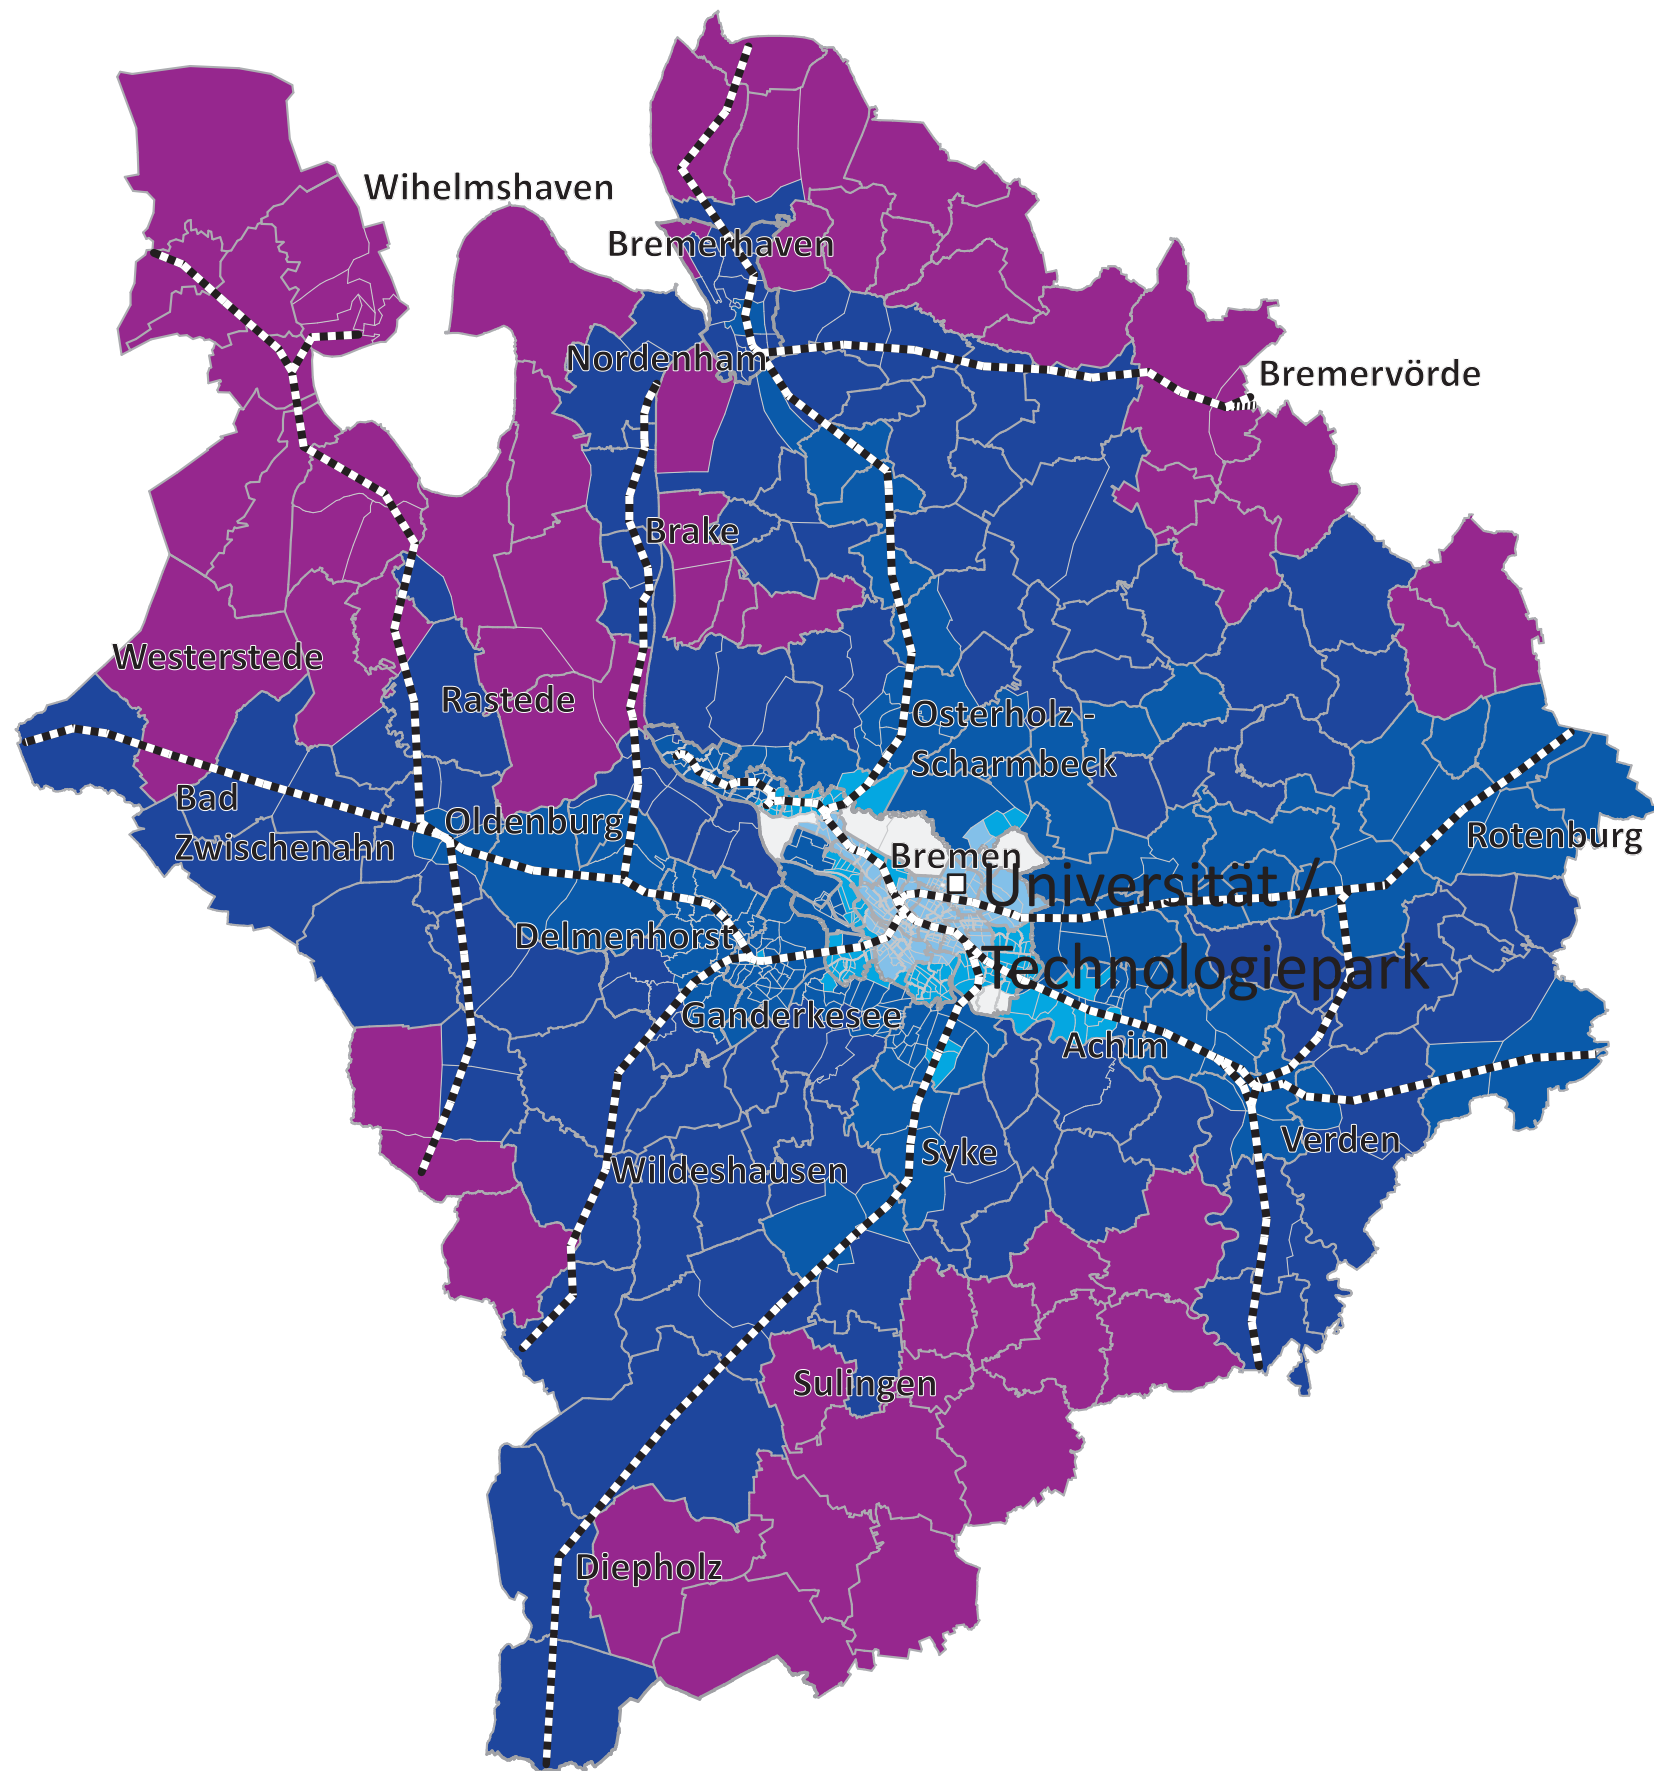 Wihelmshaven
Bremerhaven
Nordenham
Bremervörde
Brake
Westerstede
Rastede
Osterholz -
Scharmbeck
Bad
Zwischenahn
Oldenburg
Rotenburg
Bremen
Universität /
Technologiepark
Delmenhorst
Ganderkesee
Achim
Verden
Syke
Wildeshausen
Sulingen
Diepholz